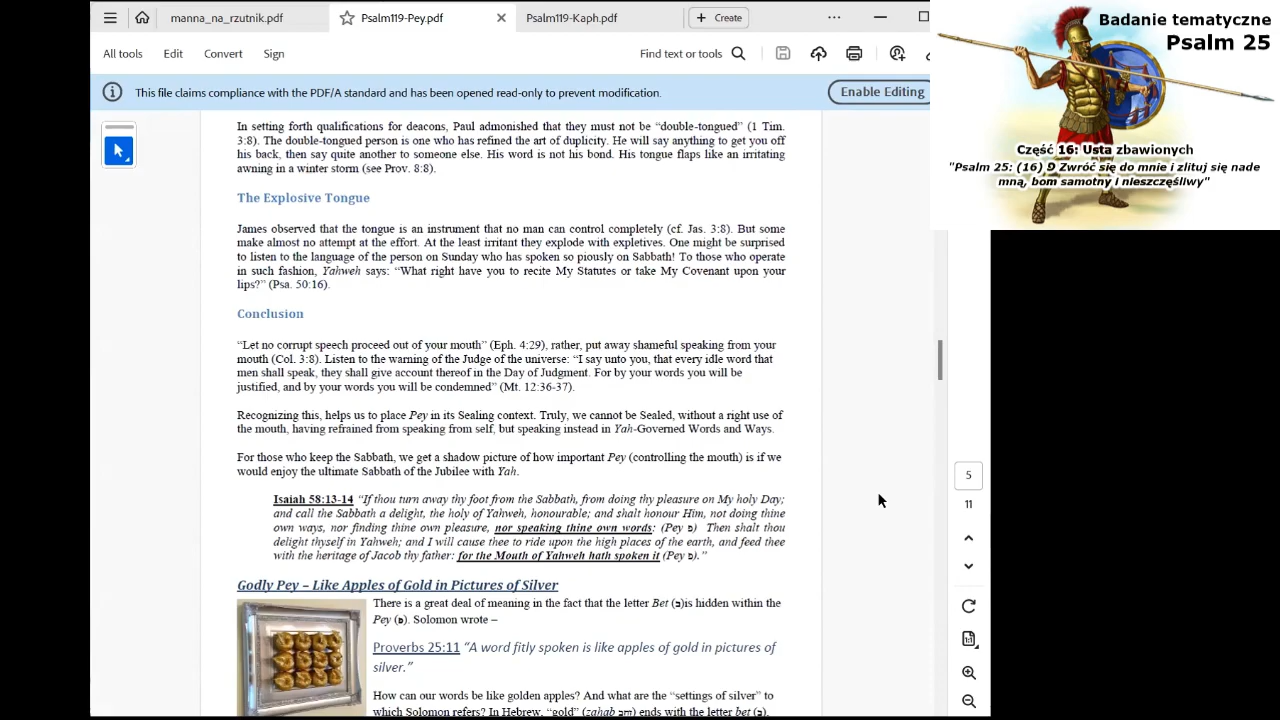 manna_na_rzutnik.pdf
Psalm119-Pey.pdf
Psalm119-Kaph.pdf
Create
All tools
Edit
Convert
Sign
Find text or tools
This file claims compliance with the PDF/A standard and has been opened read-only to prevent modification.
Enable Editing
In setting forth qualifications for deacons, Paul admonished that they must not be “double-tongued” (1 Tim.
3:8). The double-tongued person is one who has refined the art of duplicity. He will say anything to get you off
his back, then say quite another to someone else. His word is not his bond. His tongue flaps like an irritating
awning in a winter storm (see Prov. 8:8).
The Explosive Tongue
James observed that the tongue is an instrument that no man can control completely (cf. Jas. 3:8). But some
make almost no attempt at the effort. At the least irritant they explode with expletives. One might be surprised
to listen to the language of the person on Sunday who has spoken so piously on Sabbath! To those who operate
in such fashion, Yahweh says: “What right have you to recite My Statutes or take My Covenant upon your
lips?” (Psa. 50:16).
Conclusion
“Let no corrupt speech proceed out of your mouth” (Eph. 4:29), rather, put away shameful speaking from your
mouth (Col. 3:8). Listen to the warning of the Judge of the universe: “I say unto you, that every idle word that
men shall speak, they shall give account thereof in the Day of Judgment. For by your words you will be
justified, and by your words you will be condemned” (Mt. 12:36-37).
Recognizing this, helps us to place Pey in its Sealing context. Truly, we cannot be Sealed, without a right use of
the mouth, having refrained from speaking from self, but speaking instead in Yah-Governed Words and Ways.
For those who keep the Sabbath, we get a shadow picture of how important Pey (controlling the mouth) is if we
would enjoy the ultimate Sabbath of the Jubilee with Yah.
Isaiah 58:13-14 “If thou turn away thy foot from the Sabbath, from doing thy pleasure on My holy Day;
and call the Sabbath a delight, the holy of Yahweh, honourable; and shalt honour Him, not doing thine
own ways, nor finding thine own pleasure, nor speaking thine own words: (Pey פ) Then shalt thou
delight thyself in Yahweh; and I will cause thee to ride upon the high places of the earth, and feed thee
with the heritage of Jacob thy father: for the Mouth of Yahweh hath spoken it (Pey פ).”
Godly Pey – Like Apples of Gold in Pictures of Silver
There is a great deal of meaning in the fact that the letter Bet (ב)is hidden within the
Pey (פ). Solomon wrote –
Proverbs 25:11 “A word fitly spoken is like apples of gold in pictures of
silver.”
How can our words be like golden apples? And what are the “settings of silver” to
which Solomon refers? In Hebrew, “gold” (zahab זהב) ends with the letter bet (ב).
5
11
Badanie tematyczne
Psalm 25
Część 16: Usta zbawionych
"Psalm 25: (16) פ Zwróć się do mnie i zlituj się nade
mną, bom samotny i nieszczęśliwy"